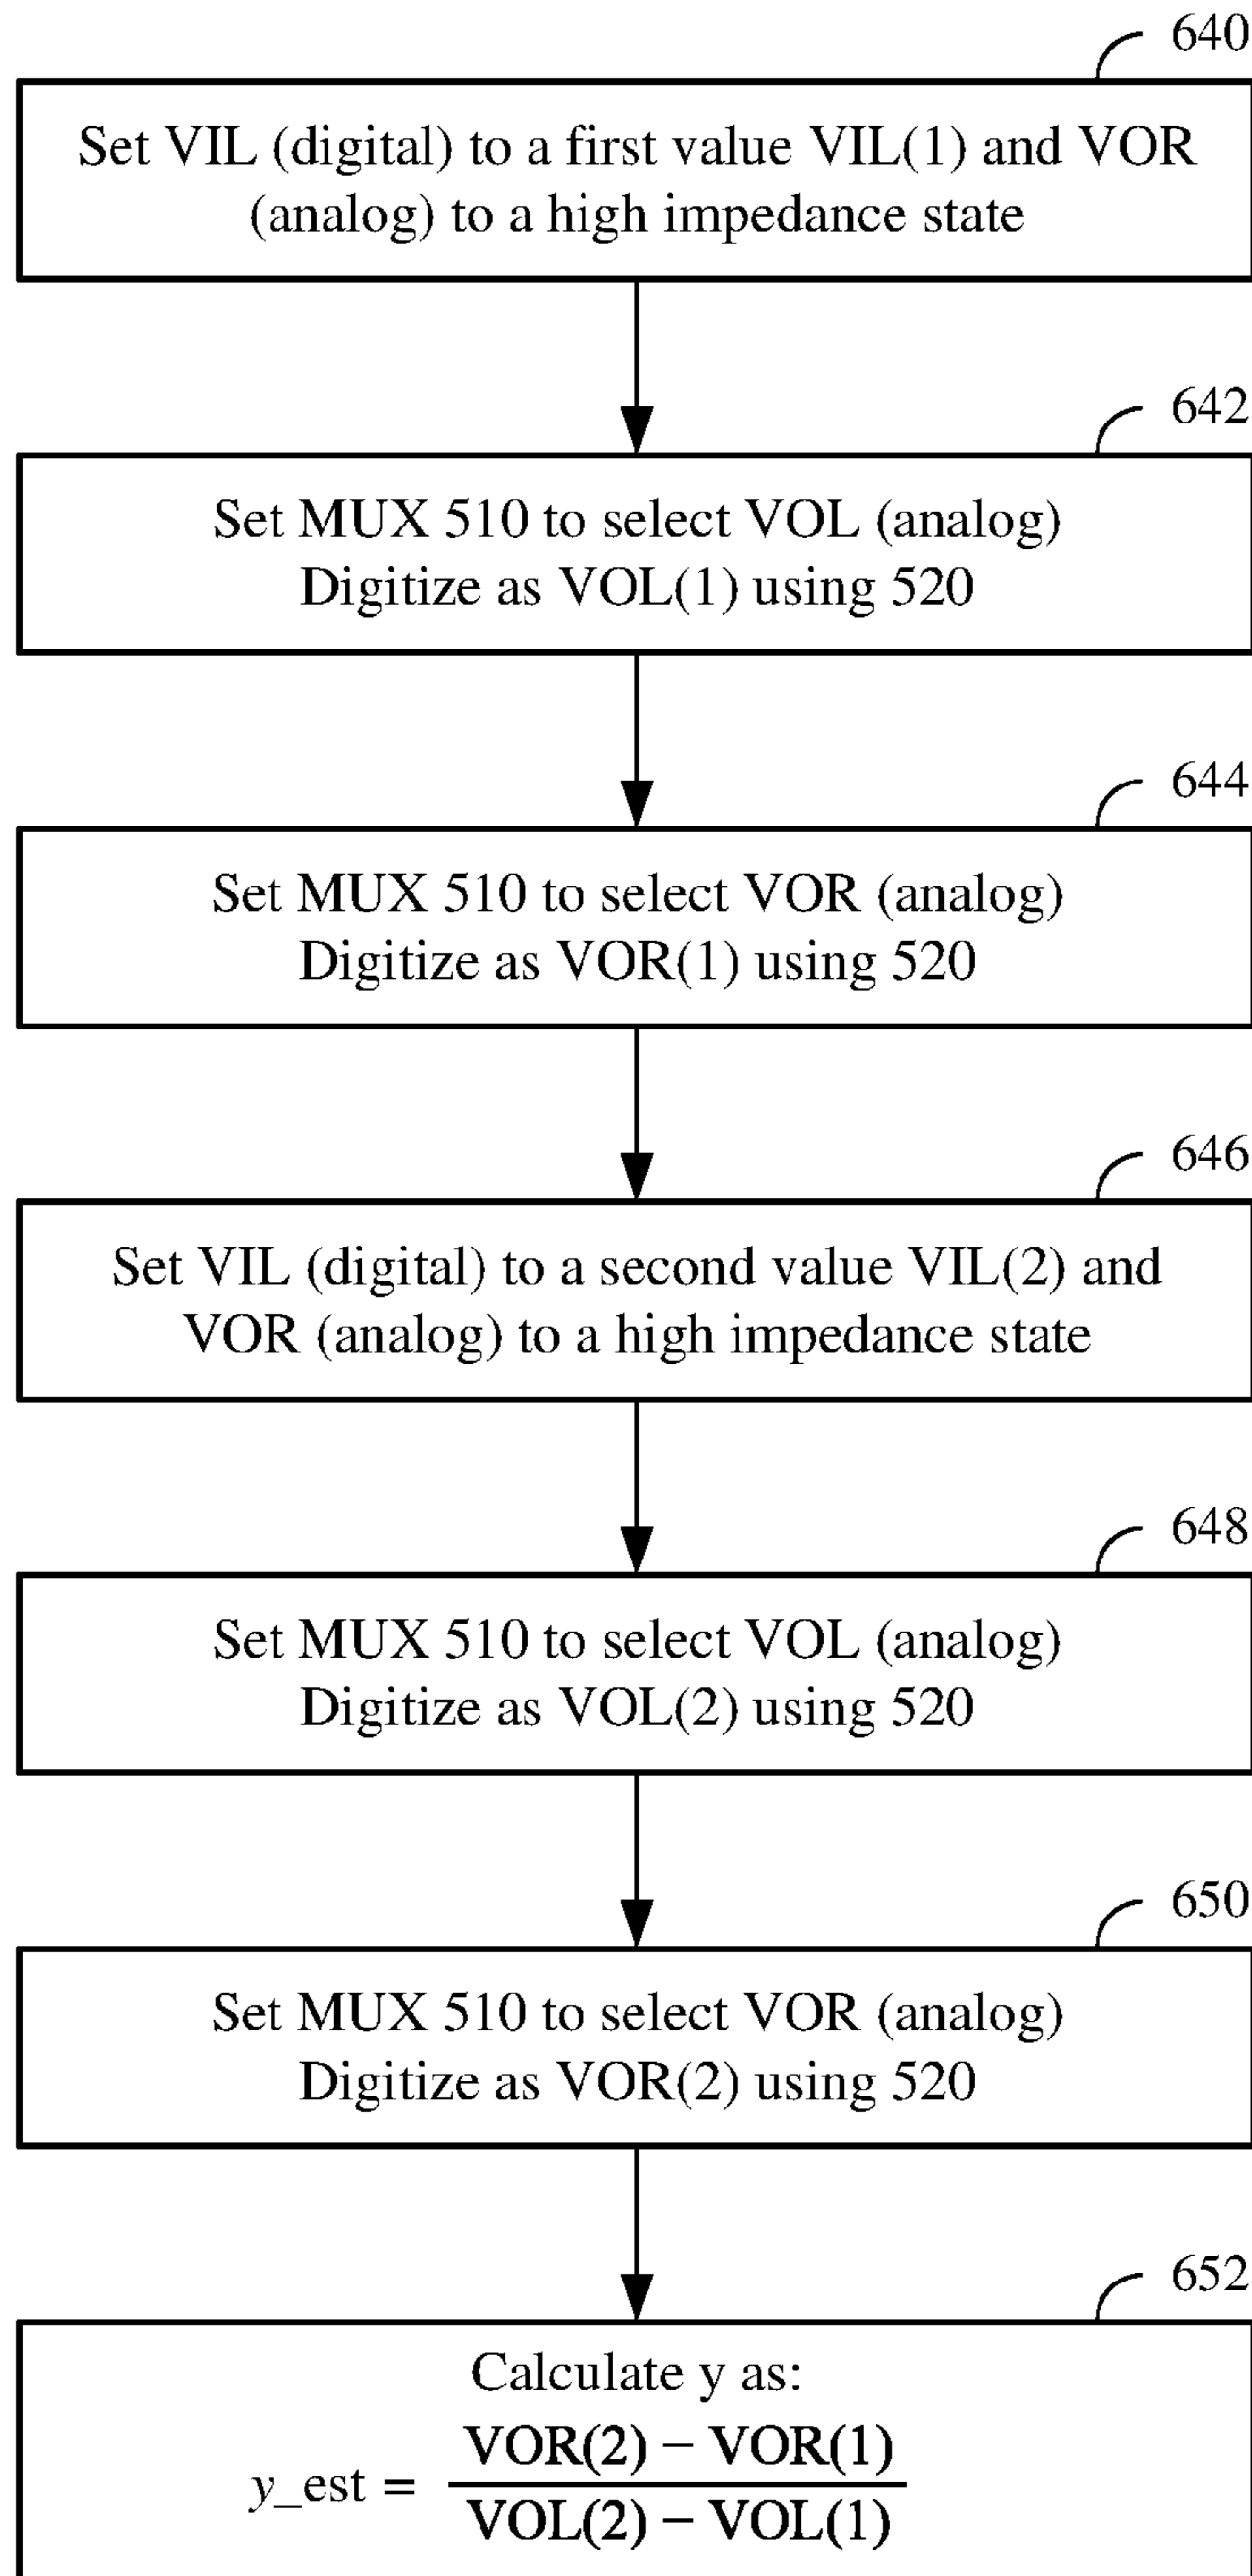 640
Set VIL (digital) to a first value VIL(1) and VOR
(analog) to a high impedance state
642
Set MUX 510 to select VOL (analog)
Digitize as VOL(1) using 520
644
Set MUX 510 to select VOR (analog)
Digitize as VOR(1) using 520
646
Set VIL (digital) to a second value VIL(2) and
VOR (analog) to a high impedance state
648
Set MUX 510 to select VOL (analog)
Digitize as VOL(2) using 520
650
Set MUX 510 to select VOR (analog)
Digitize as VOR(2) using 520
652
Calculate y as:
VOR(2) – VOR(1)
y_est =
VOL(2) – VOL(1)